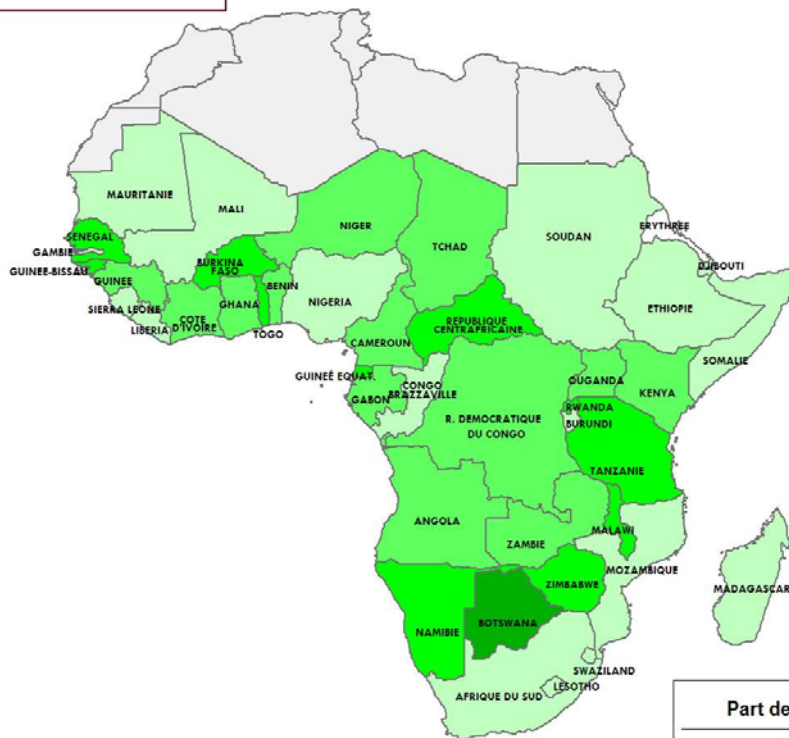 MAURITANIE
MALI
NIGER
TCHAD
SOUDAN
ERYTHREE
SENEGAL
GAMBIE
GUINEE-BISSAU
GUINEE
SIERRA LEONE
LIBERIA
COTE
D'IVOIRE
BURKINA
FASO
GHANA
TOGO
BENIN
NIGERIA
DJIBOUTI
ETHIOPIE
SOMALIE
REPUBLIQUE
CENTRAFRICAINE
CAMEROUN
GUINEE EQUAT.
GABON
CONGO
BRAZZAVILLE
R. DEMOCRATIQUE
DU CONGO
OUGANDA
KENYA
RWANDA
BURUNDI
TANZANIE
ANGOLA
ZAMBIE
MALAWI
MOZAMBIQUE
MADAGASCAR
ZIMBABWE
NAMIBIE
BOTSWANA
SWAZILAND
LESOTHO
AFRIQUE DU SUD
Part de